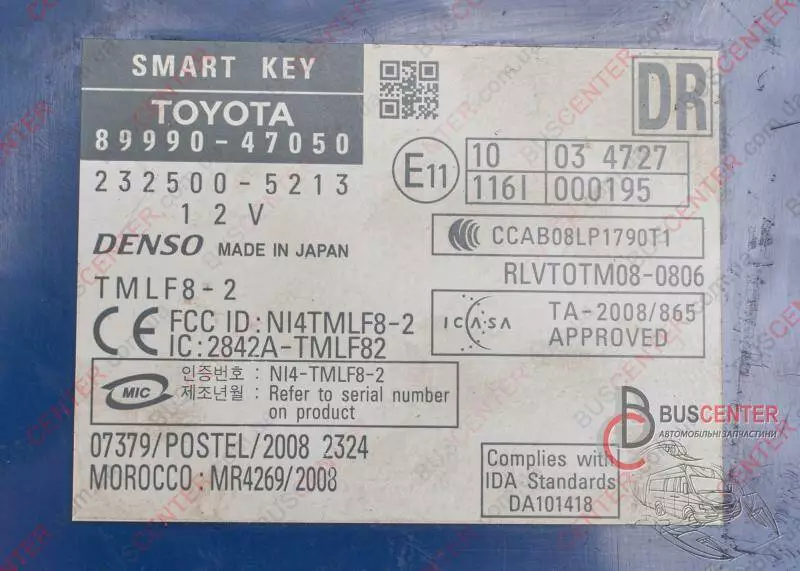 SMART KEY
TOYOTA
89990-47050
232500-5213
12V
DENSO MADE IN JAPAN
TMLF8-2
CE FCC ID:NI4TMLF8-2
IC:2842A-TMLF82
MIC 인증번호: NI4-TMLF8-2
제조년월: Refer to serial number
on product
07379/POSTEL/2008 2324
MOROCCO:MR4269/2008
DR
E11
10 03 4727
116I 000195
CCAB08LP1790T1
RLVTOTM08-0806
ICASA TA-2008/865
APPROVED
Complies with
IDA Standards
DA101418
BUSCENTER
АВТОМОБІЛЬНІ ЗАПЧАСТИНИ